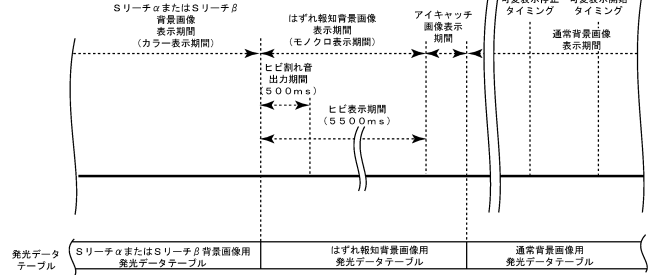 Sリーチαまたはsリーチβ
背景画像
表示期間
(カラー表示期間)
はずれ報知背景画像
表示期間
(モノクロ表示期間)
アイキャッチ
画像表示
期間
タイミング
タイミング
通常背景画像
表示期間
ヒビ割れ音
出力期間
(500ms)
ヒビ表示期間
(5500ms)
発光データ
テーブル
SリーチαまたはSリーチβ背景画像用
発光データテーブル
はずれ報知背景画像用
発光データテーブル
通常背景画像用
発光データテーブル